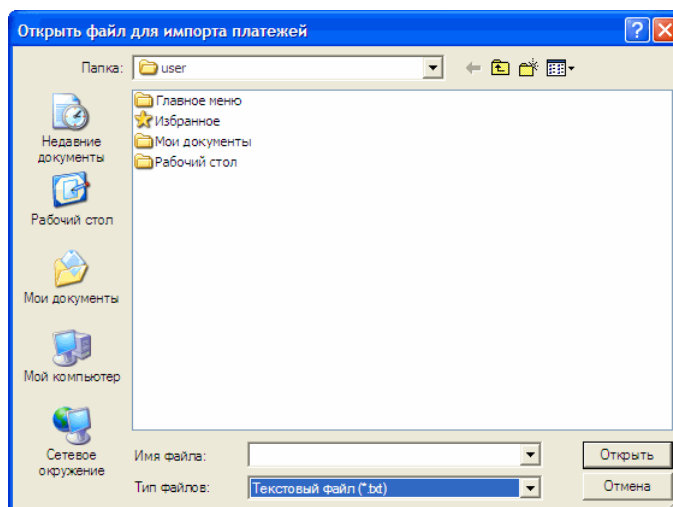 Открыть файл для импорта платежей
Папка: user
Главное меню
Избранное
Мои документы
Рабочий стол
Недавние
документы
Рабочий стол
Мои документы
Мой компьютер
Сетевое
окружение
Имя файла:
Открыть
Тип файлов: Текстовый файл (*.txt)
Отмена